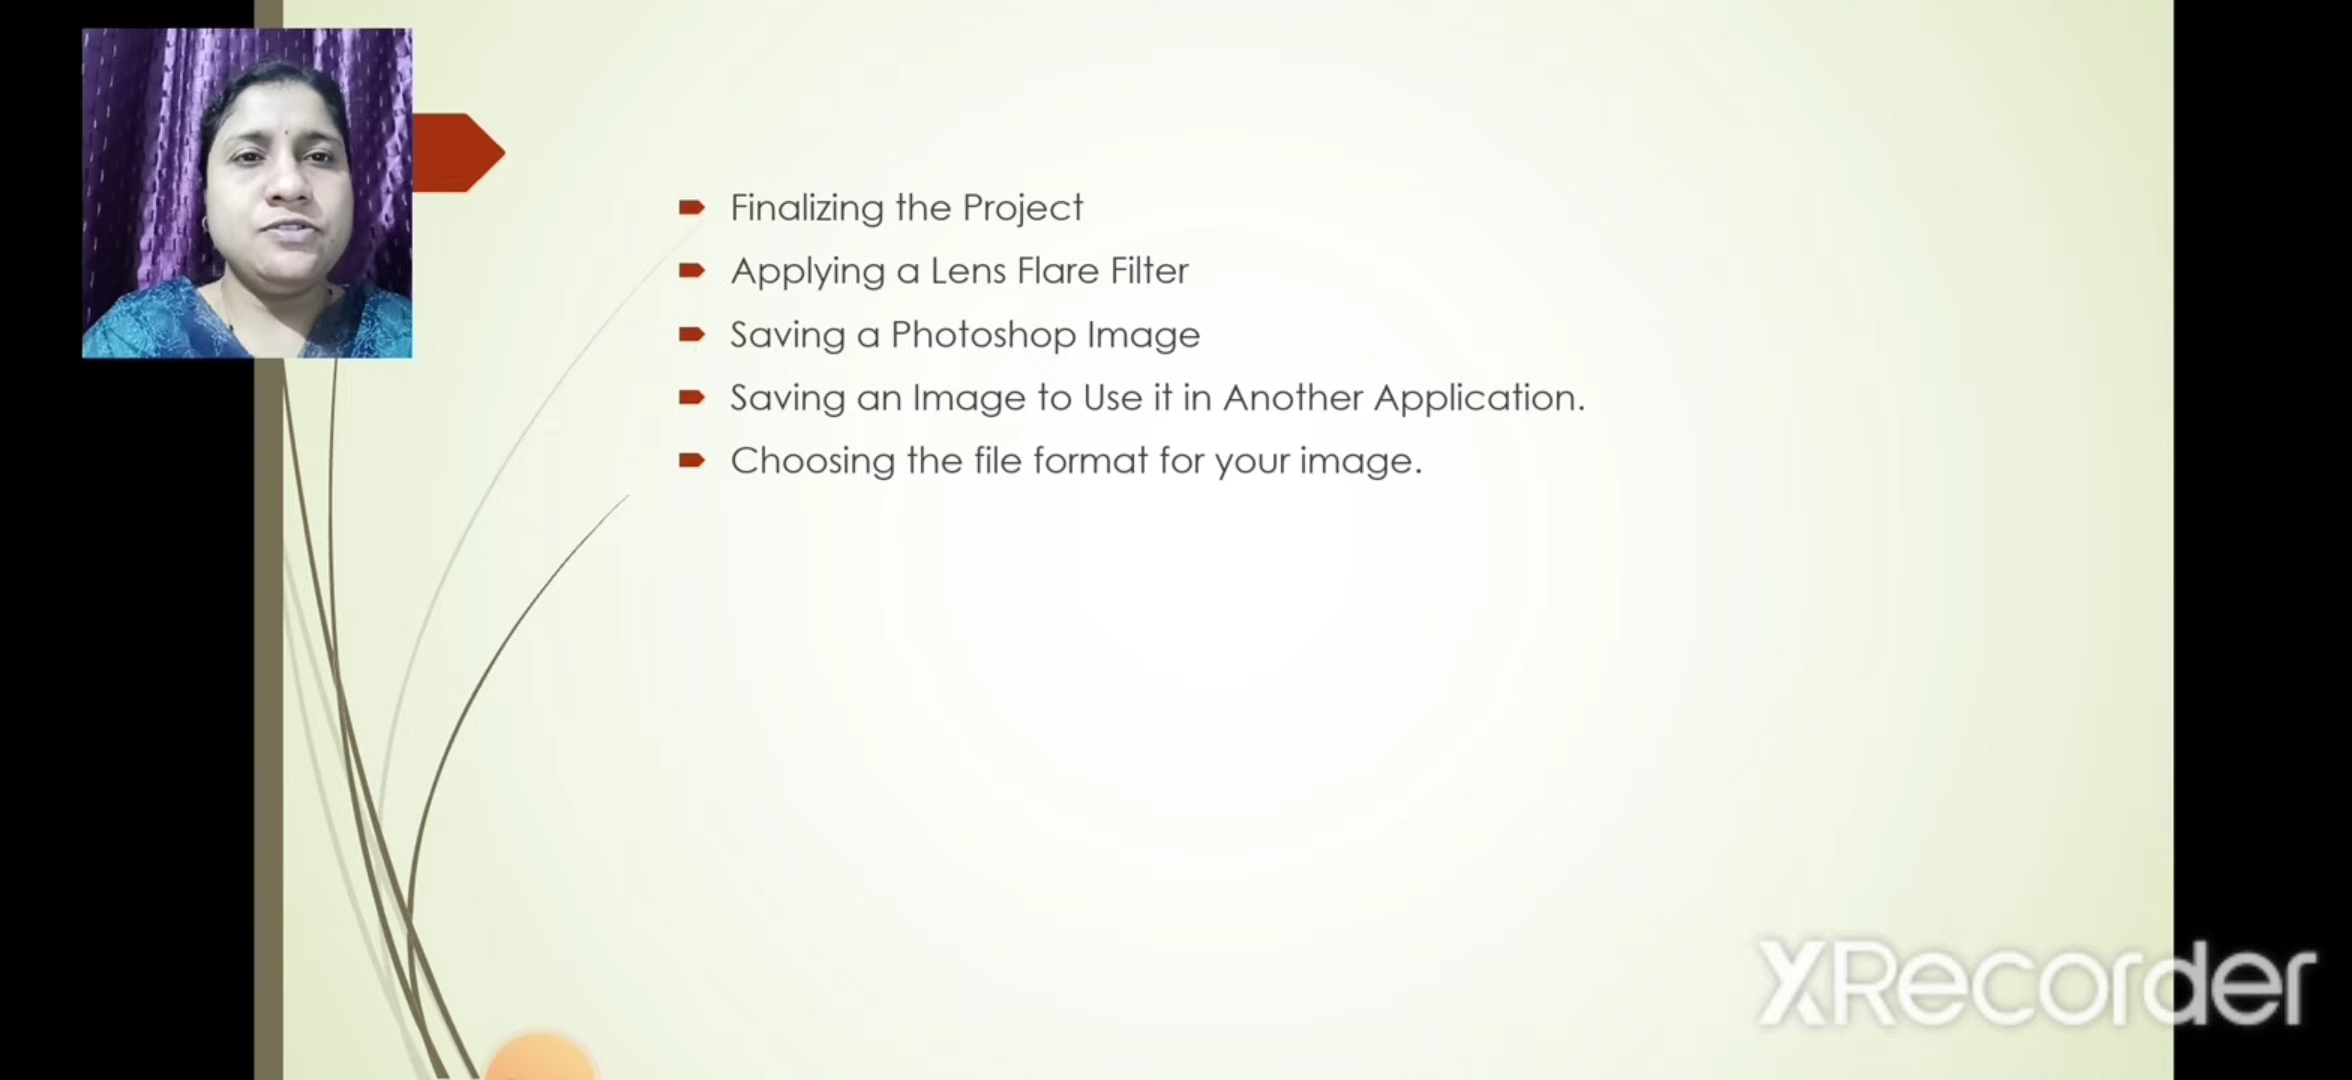 Finalizing the Project
Applying a Lens Flare Filter
Saving a Photoshop Image
Saving an Image to Use it in Another Application.
Choosing the file format for your image.
XRecorder